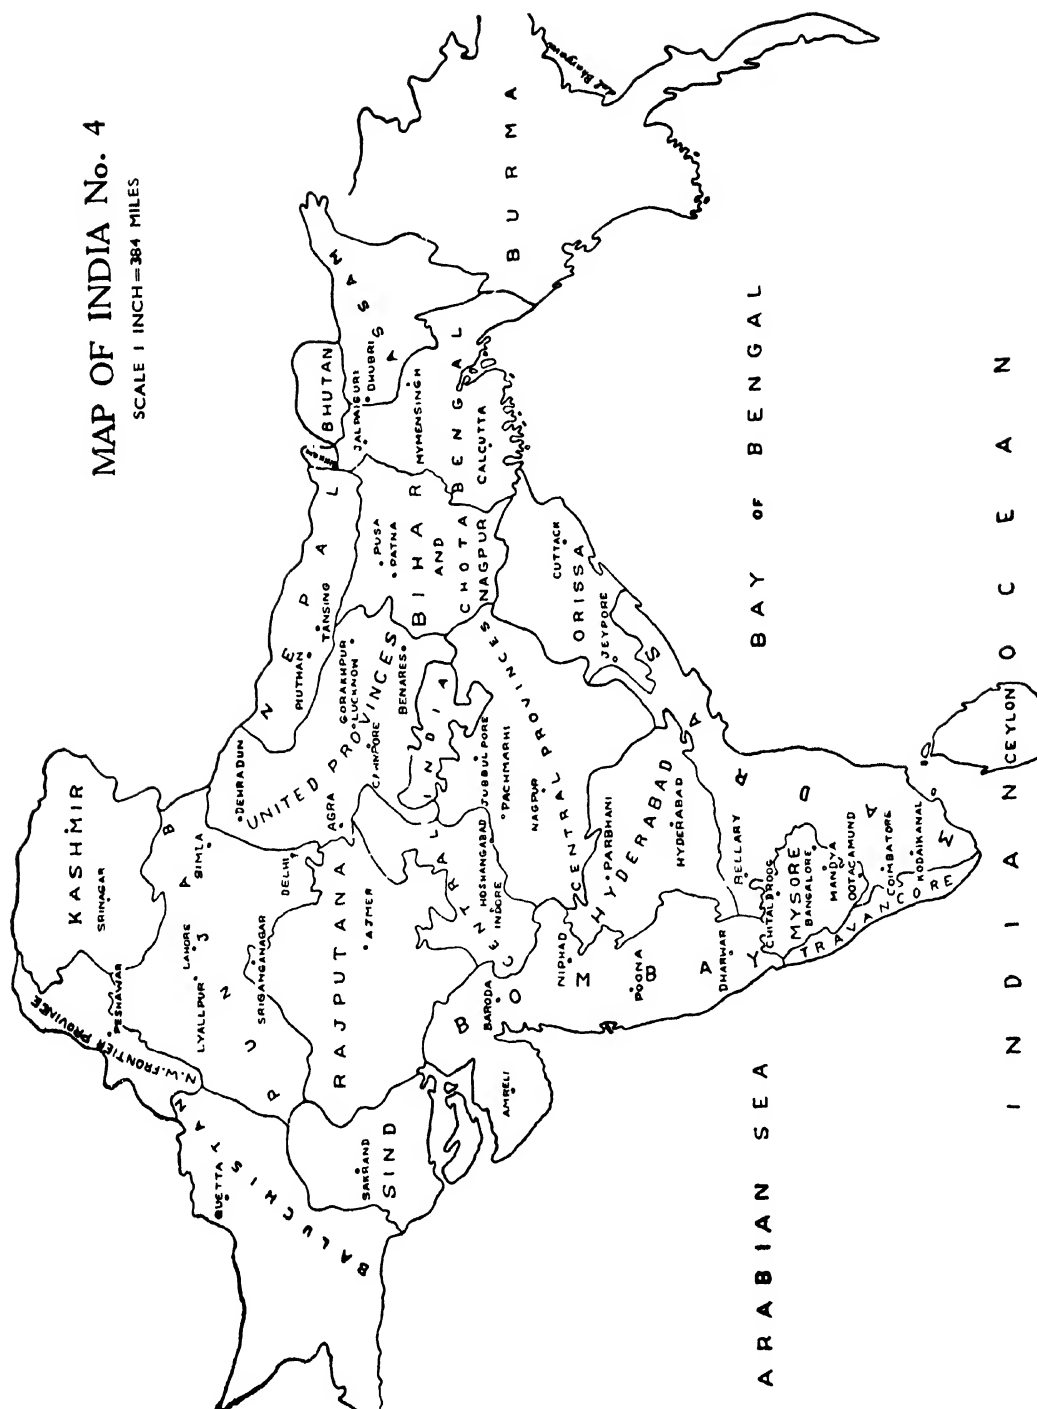 MAP OF INDIA No. 4
SCALE 1 INCH = 384 MILES
KASHMIR
SRINAGAR
N.W. FRONTIER PROVINCE
PESHAWAR
PUNJAB
SIMLA
LAHORE
LYALLPUR
SRIGANGANAGAR
DELHI
BALUCHISTAN
QUETTA
SIND
SAKRAND
RAJPUTANA
AJMER
UNITED PROVINCES
DEHRADUN
AGRA
CAWNPORE
LUCKNOW
GORAKHPUR
BENARES
NEPAL
PIUTHAN
TANSING
BHUTAN
ASSAM
DHUBRI
JALPAIGURI
BENGAL
MYMENSINGH
CALCUTTA
BIHAR
AND
CHOTA
NAGPUR
PUSA
PATNA
BURMA
CENTRAL INDIA
INDORE
CENTRAL PROVINCES
HOSHANGABAD
JUBBULPORE
PACHMARHI
NAGPUR
ORISSA
CUTTACK
JEYPORE
BOMBAY
BARODA
AMRELI
NIPHAD
POONA
DHARWAR
HYDERABAD
PARBHANI
HYDERABAD
MADRAS
RELLARY
CHITALDROOG
MYSORE
BANGALORE
MANDYA
OOTACAMUND
COIMBATORE
KODAIKANAL
TRALANCORE
CEYLON
ARABIAN SEA
BAY OF BENGAL
INDIAN OCEAN